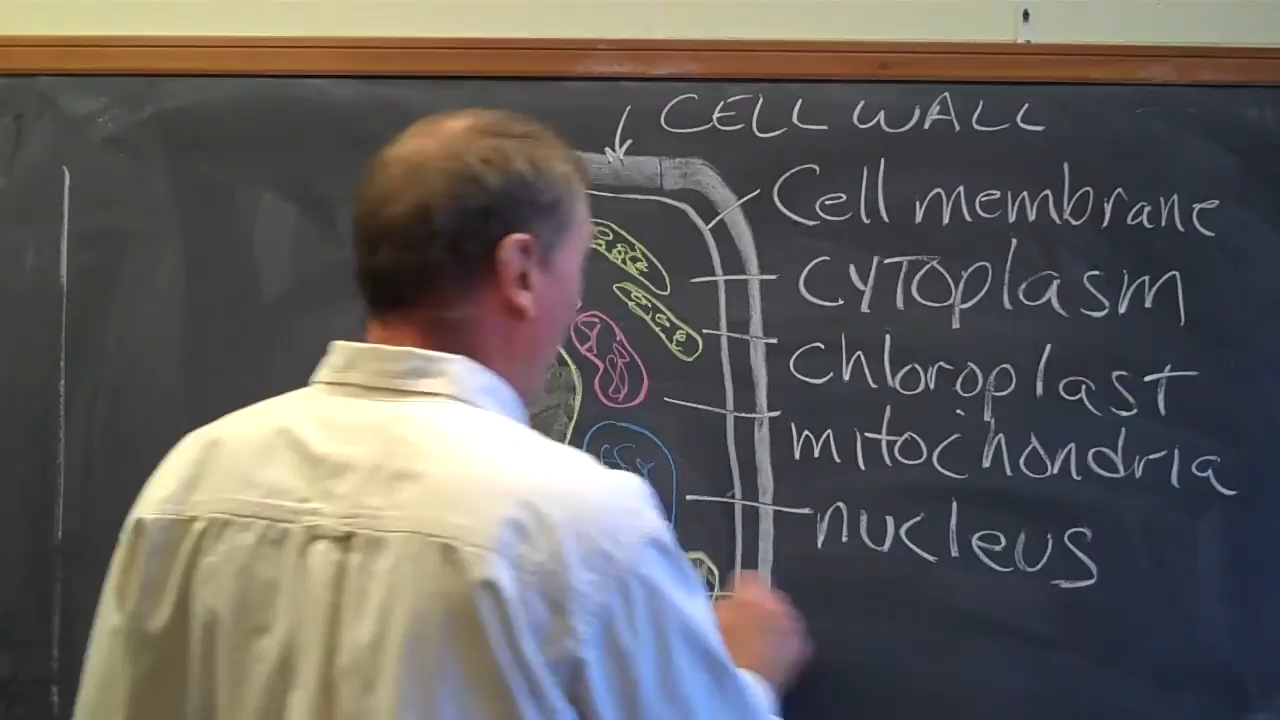 CELL WALL
Cell membrane
CYTOplasm
chloroplast
mitochondria
nucleus